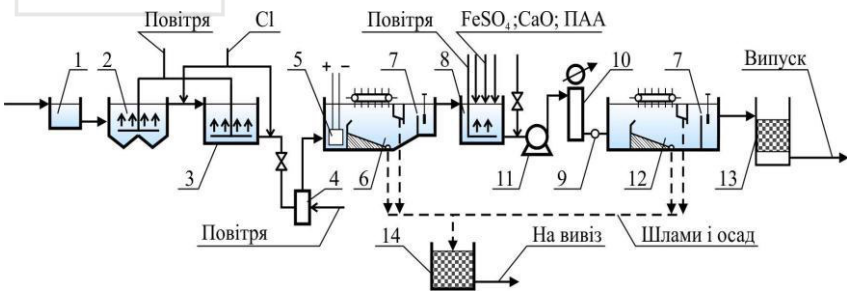 Повітря
Cl
Повітря
FeSO₄ ;CaO; ПАА
1
2
5
+ −
7
8
10
7
Випуск
3
4
6
11
9
12
13
Повітря
14
На вивіз
Шлами і осад